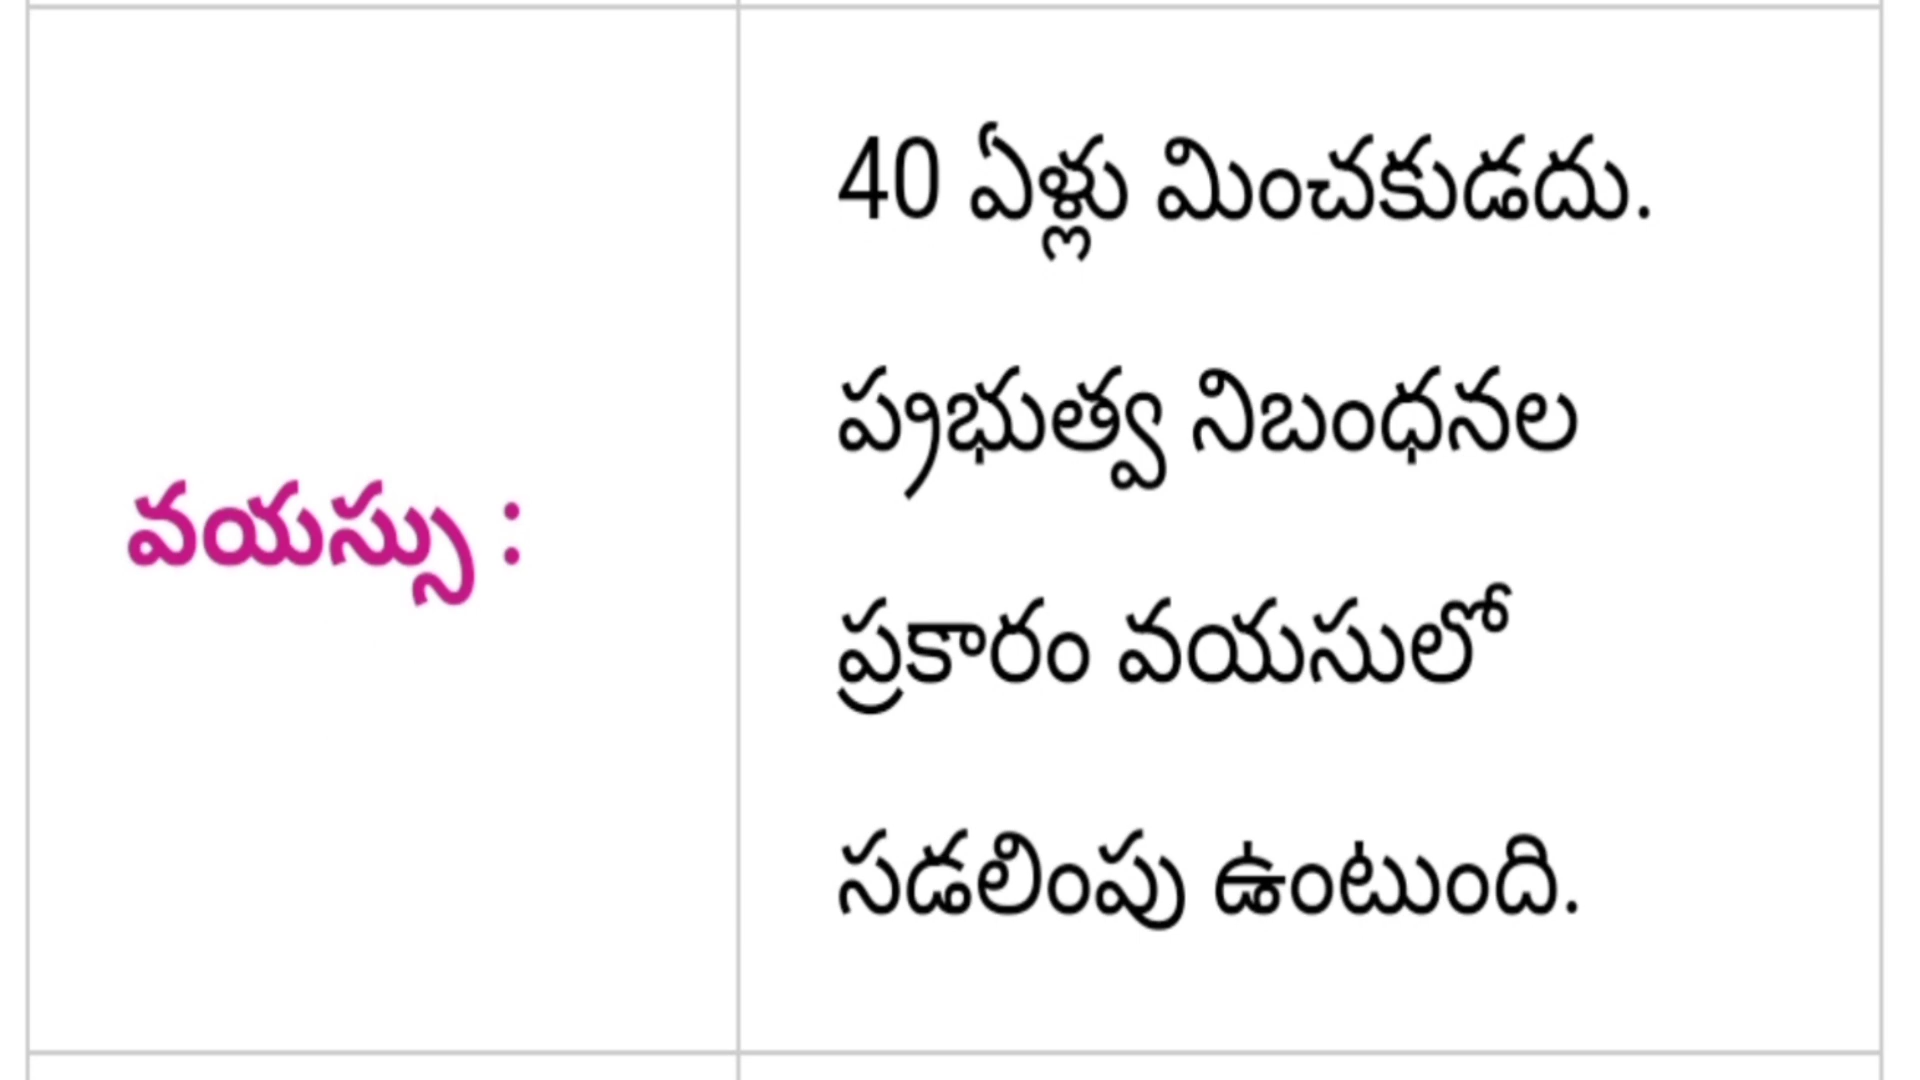 వయస్సు :
40 ఏళ్లు మించకుడదు.
ప్రభుత్వ నిబంధనల
ప్రకారం వయసులో
సడలింపు ఉంటుంది.